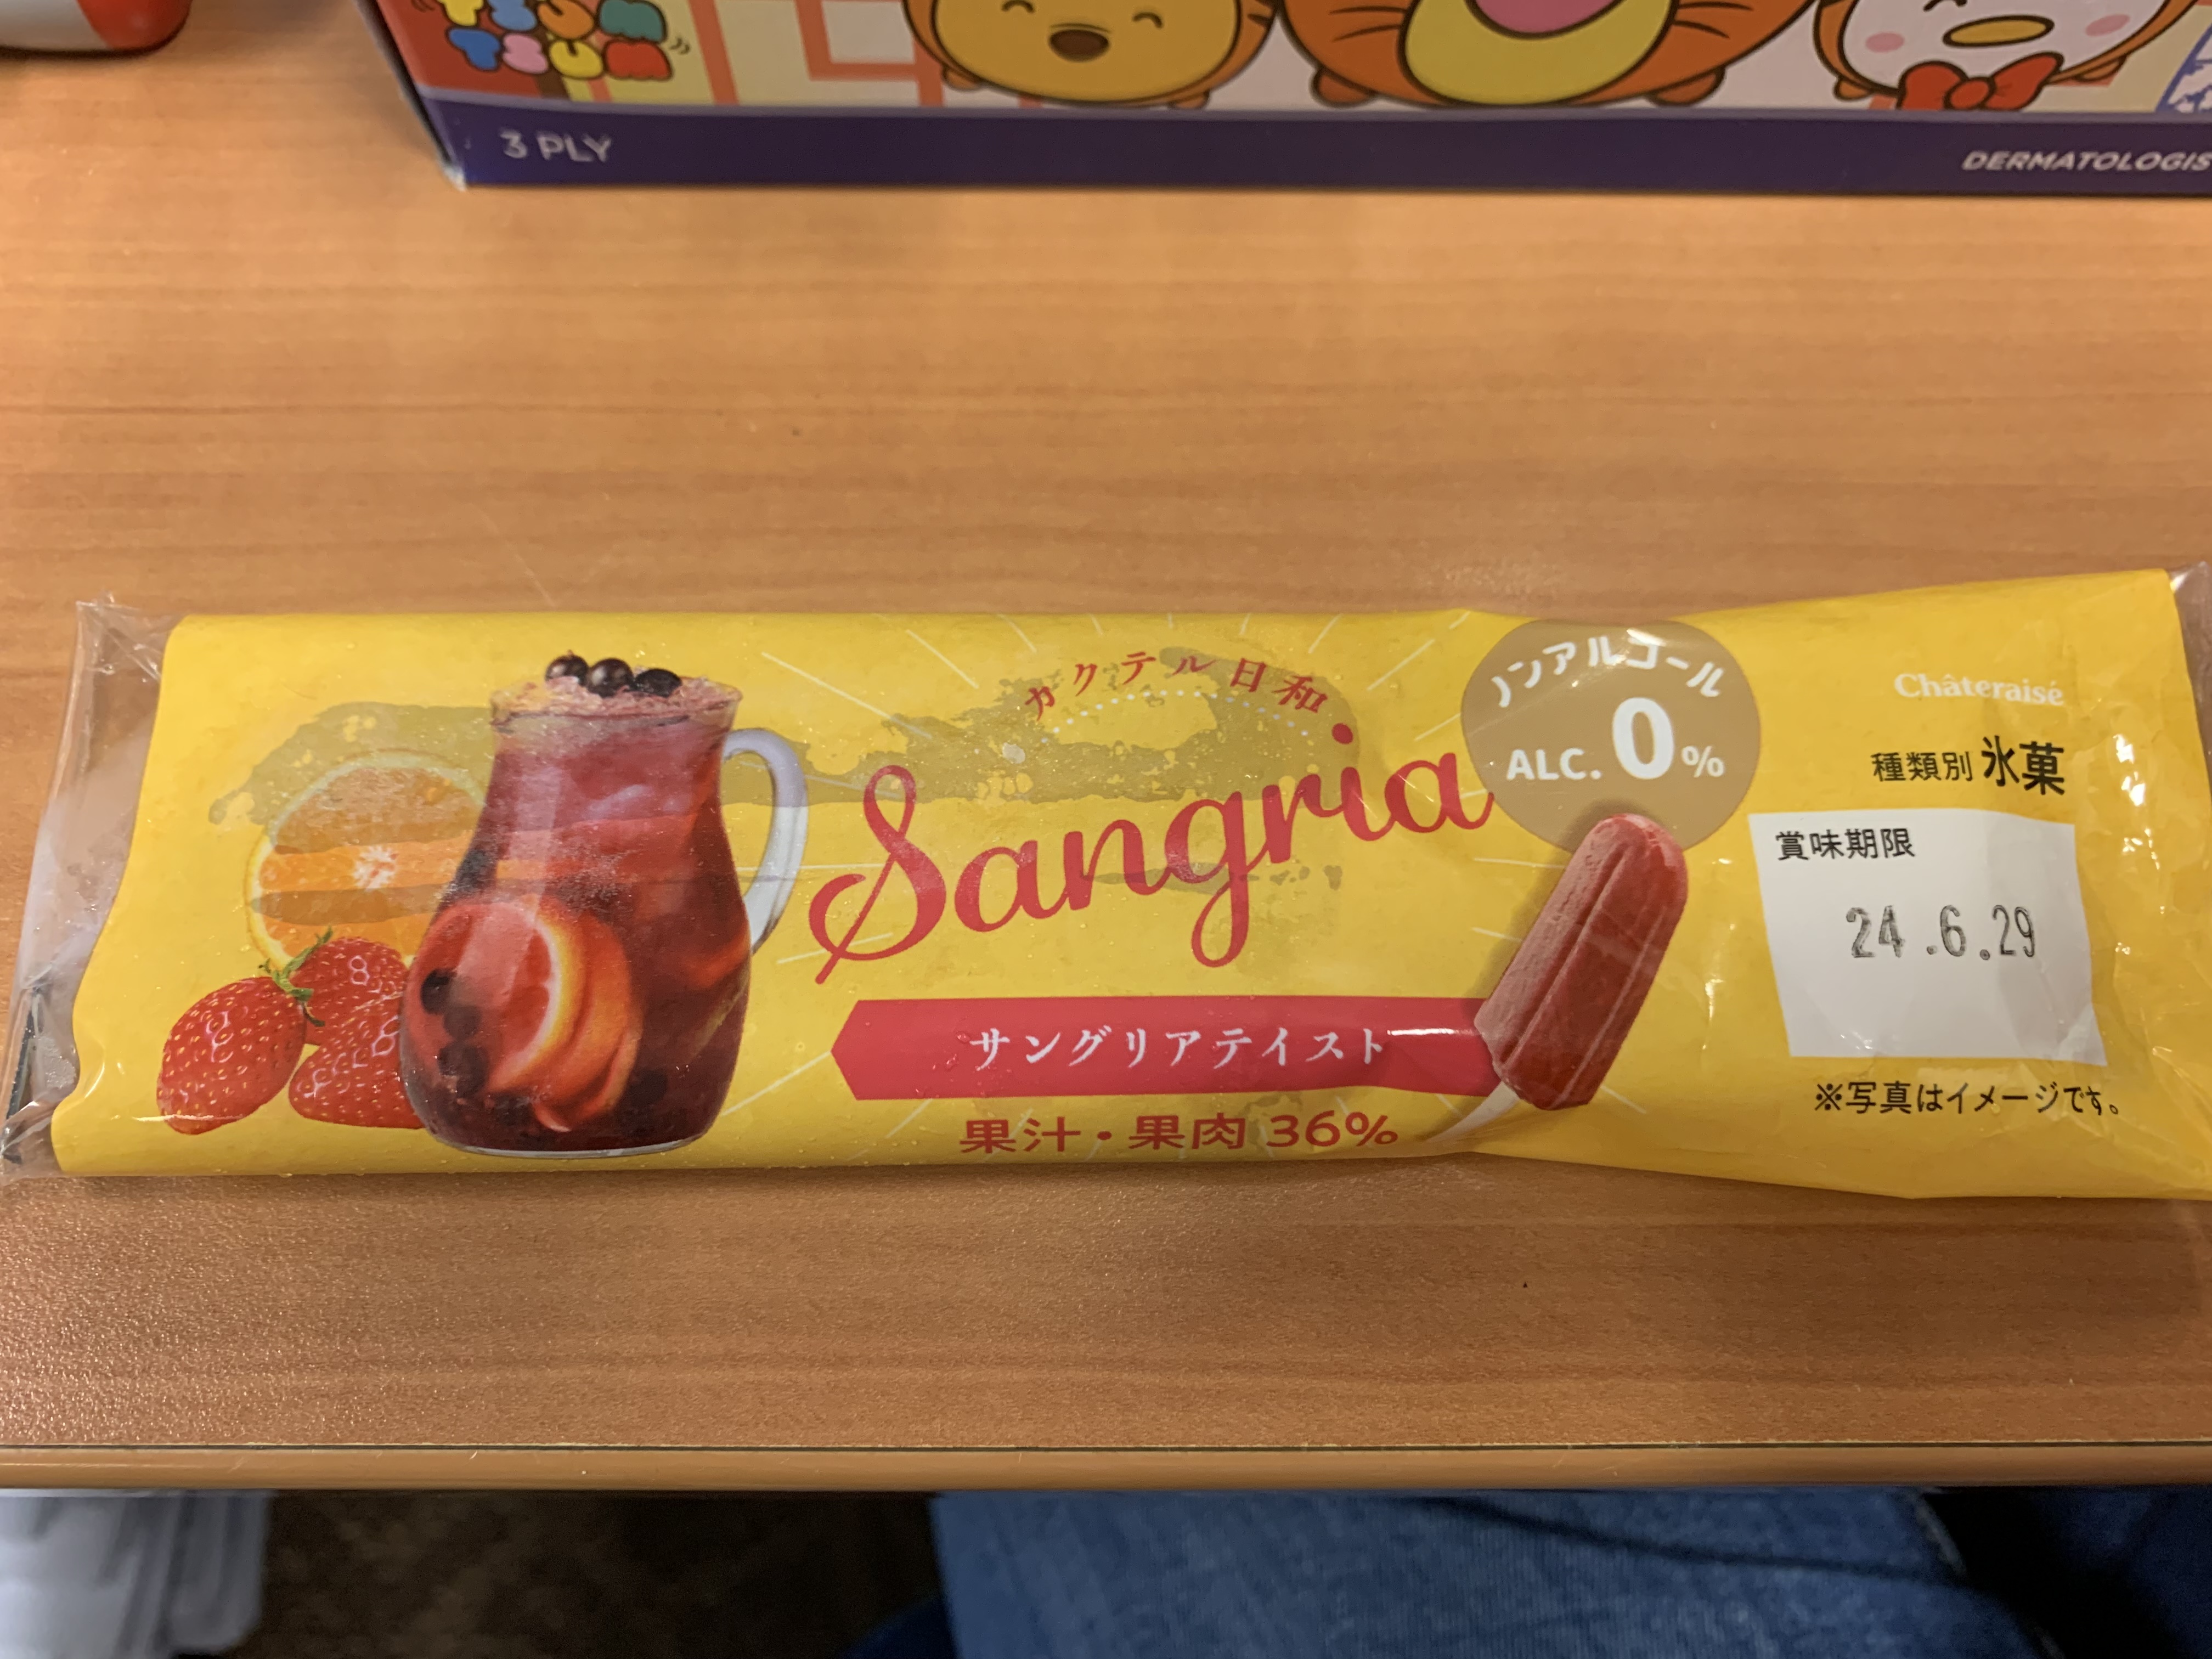 TSUM
TSUM
3 PLY
DERMATOLOGIS
カクテル日和
Sangria
サングリアテイスト
果汁・果肉 36%
ノンアルコール
ALC. 0%
Châteraisé
種類別 氷菓
賞味期限
24.6.29
※写真はイメージです。